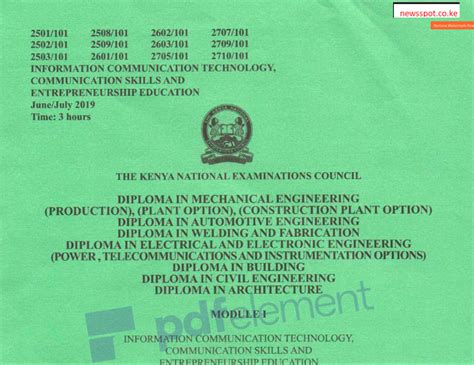 newsspot.co.ke
2501/101 2508/101 2602/101 2707/101
2502/101 2509/101 2603/101 2709/101
2503/101 2601/101 2705/101 2710/101
INFORMATION COMMUNICATION TECHNOLOGY,
COMMUNICATION SKILLS AND
ENTREPRENEURSHIP EDUCATION
June/July 2019
Time: 3 hours
THE KENYA NATIONAL EXAMINATIONS COUNCIL
DIPLOMA IN MECHANICAL ENGINEERING
(PRODUCTION), (PLANT OPTION), (CONSTRUCTION PLANT OPTION)
DIPLOMA IN AUTOMOTIVE ENGINEERING
DIPLOMA IN WELDING AND FABRICATION
DIPLOMA IN ELECTRICAL AND ELECTRONIC ENGINEERING
(POWER , TELECOMMUNICATIONS AND INSTRUMENTATION OPTIONS)
DIPLOMA IN BUILDING
DIPLOMA IN CIVIL ENGINEERING
DIPLOMA IN ARCHITECTURE
MODULE I
pdfelement
INFORMATION COMMUNICATION TECHNOLOGY,
COMMUNICATION SKILLS AND
ENTREPRENEURSHIP EDUCATION